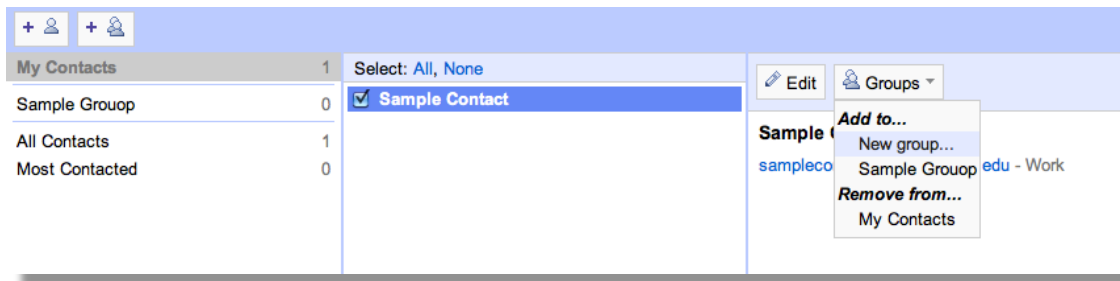 My Contacts 1
Sample Grouop 0
All Contacts 1
Most Contacted 0
Select: All, None
Sample Contact
Edit
Groups
Add to...
New group...
Sample Grouop
Remove from...
My Contacts
Sample
sampleco
edu - Work